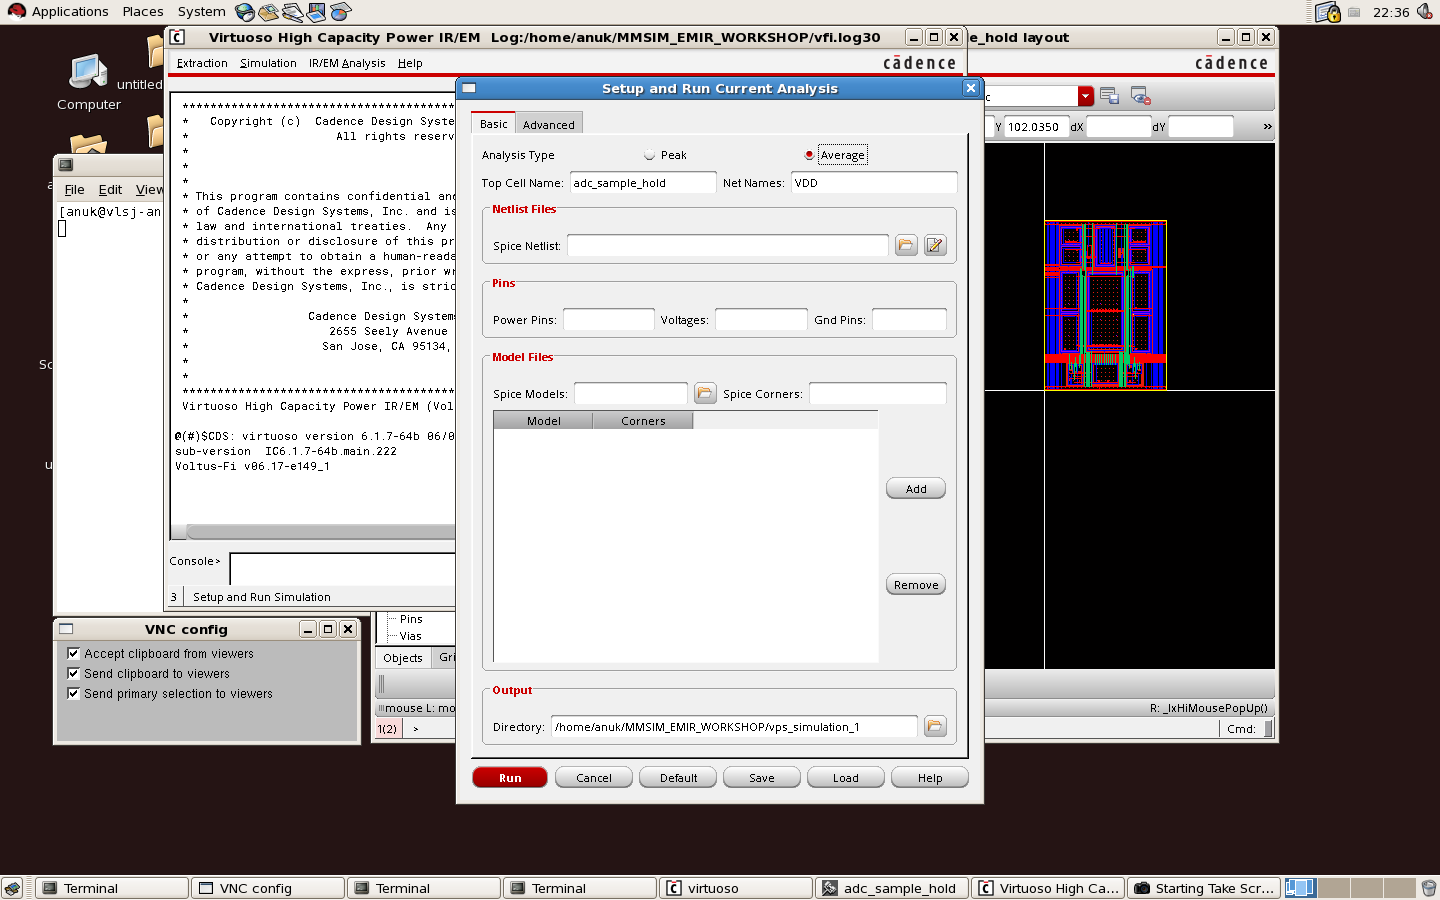 Applications Places System
22:36
Computer
untitled
File Edit View
[anuk@vlsj-an
Virtuoso High Capacity Power IR/EM Log:/home/anuk/MMSIM_EMIR_WORKSHOP/vfi.log30
e_hold layout
Extraction Simulation IR/EM Analysis Help
cādence
cādence
Y 102.0350 dX dY »
******************************************
* Copyright (c) Cadence Design Syste
* All rights reserv
*
*
*
* This program contains confidential and
* of Cadence Design Systems, Inc. and is
* law and international treaties. Any
* distribution or disclosure of this pr
* or any attempt to obtain a human-reada
* program, without the express, prior wr
* Cadence Design Systems, Inc., is stric
*
* Cadence Design Systems
* 2655 Seely Avenue
* San Jose, CA 95134,
*
*
******************************************
Virtuoso High Capacity Power IR/EM (Vol
@(#)$CDS: virtuoso version 6.1.7-64b 06/0
sub-version IC6.1.7-64b.main.222
Voltus-Fi v06.17-e149_1
Console>
3 Setup and Run Simulation
Setup and Run Current Analysis
Basic Advanced
Analysis Type Peak Average
Top Cell Name: adc_sample_hold Net Names: VDD
Netlist Files
Spice Netlist:
Pins
Power Pins: Voltages: Gnd Pins:
Model Files
Spice Models: Spice Corners:
Model Corners
Add
Remove
Output
Directory: /home/anuk/MMSIM_EMIR_WORKSHOP/vps_simulation_1
Run Cancel Default Save Load Help
Pins
Vias
Objects Gri
mouse L: mo
R: _lxHiMousePopUp()
1(2) >
Cmd:
VNC config
Accept clipboard from viewers
Send clipboard to viewers
Send primary selection to viewers
Terminal VNC config Terminal Terminal virtuoso adc_sample_hold Virtuoso High Ca... Starting Take Scr...